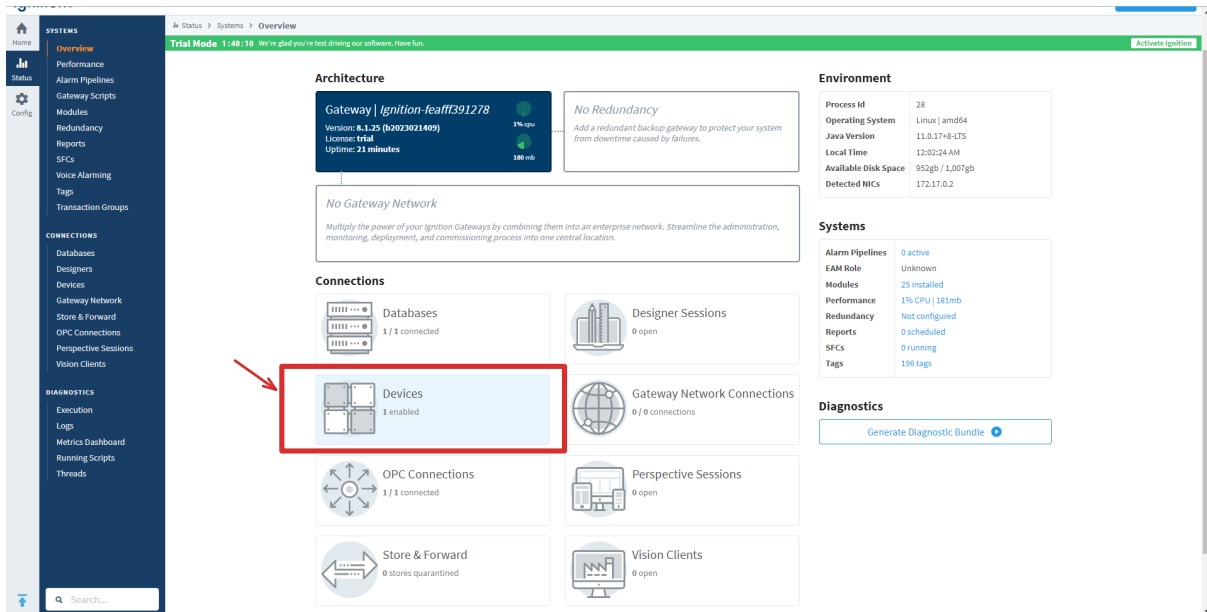 Home
Status
Config
SYSTEMS
Overview
Performance
Alarm Pipelines
Gateway Scripts
Modules
Redundancy
Reports
SFCs
Voice Alarming
Tags
Transaction Groups
CONNECTIONS
Databases
Designers
Devices
Gateway Network
Store & Forward
OPC Connections
Perspective Sessions
Vision Clients
DIAGNOSTICS
Execution
Logs
Metrics Dashboard
Running Scripts
Threads
Search...
Status > Systems > Overview
Trial Mode 1:40:10 We're glad you're test driving our software. Have fun.
Activate Ignition
Architecture
Gateway | Ignition-feafff391278
Version: 8.1.25 (b2023021409)
License: trial
Uptime: 21 minutes
1% cpu
180 mb
No Redundancy
Add a redundant backup gateway to protect your system
from downtime caused by failures.
No Gateway Network
Multiply the power of your Ignition Gateways by combining them into an enterprise network. Streamline the administration,
monitoring, deployment, and commissioning process into one central location.
Connections
Databases
1 / 1 connected
Designer Sessions
0 open
Devices
1 enabled
Gateway Network Connections
0 / 0 connections
OPC Connections
1 / 1 connected
Perspective Sessions
0 open
Store & Forward
0 stores quarantined
Vision Clients
0 open
Environment
Process Id 28
Operating System Linux | amd64
Java Version 11.0.17+8-LTS
Local Time 12:02:24 AM
Available Disk Space 952gb / 1,007gb
Detected NICs 172.17.0.2
Systems
Alarm Pipelines 0 active
EAM Role Unknown
Modules 25 installed
Performance 1% CPU | 181mb
Redundancy Not configured
Reports 0 scheduled
SFCs 0 running
Tags 196 tags
Diagnostics
Generate Diagnostic Bundle